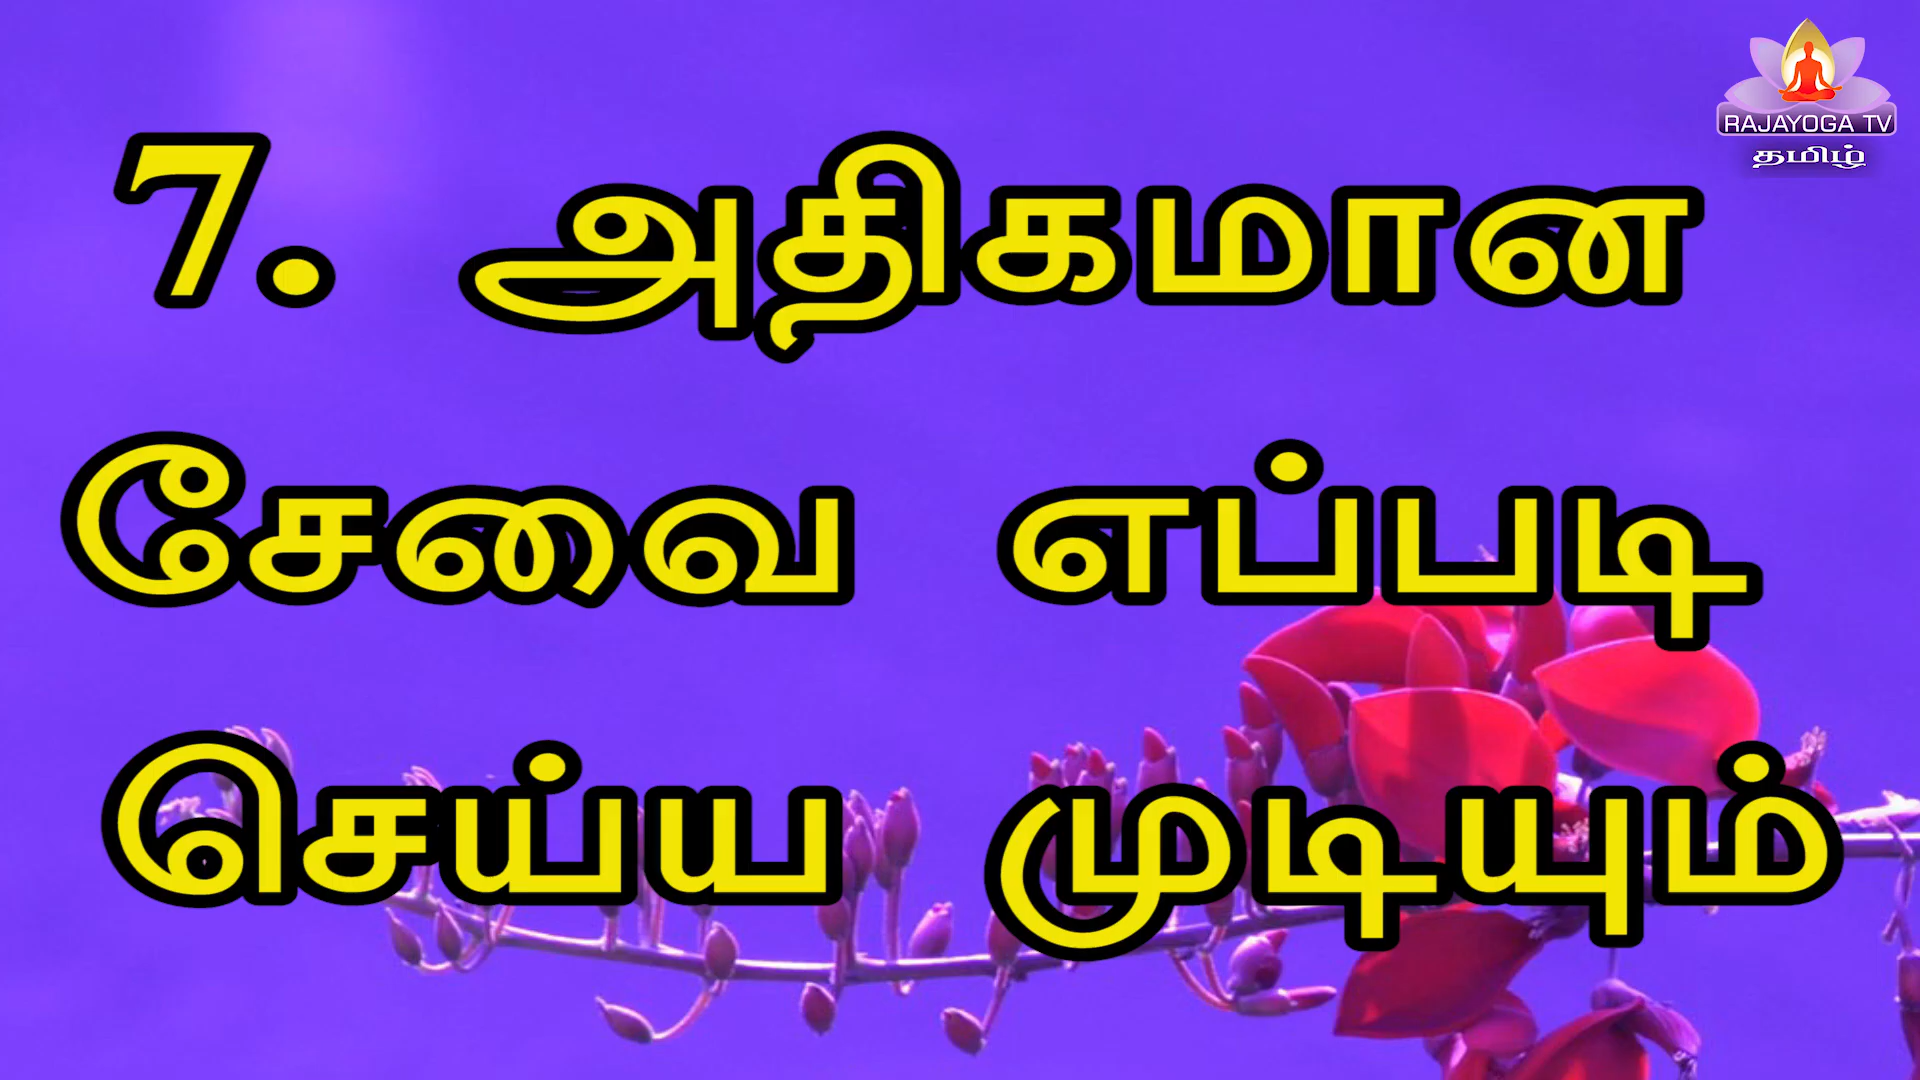 RAJAYOGA TV
தமிழ்
7. அதிகமான
சேவை எப்படி
செய்ய முடியும்